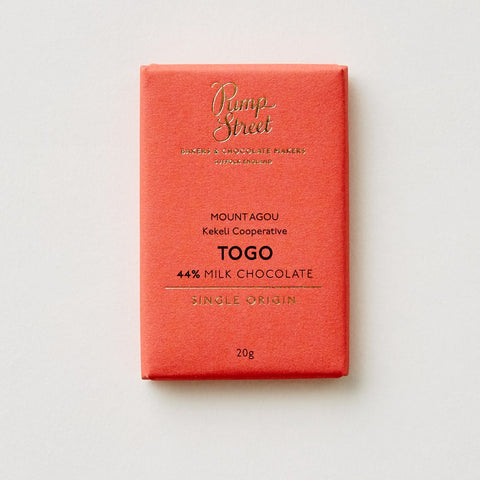 Pump
Street
BAKERS & CHOCOLATE MAKERS
SUFFOLK ENGLAND
MOUNT AGOU
Kekeli Cooperative
TOGO
44% MILK CHOCOLATE
SINGLE ORIGIN
20g